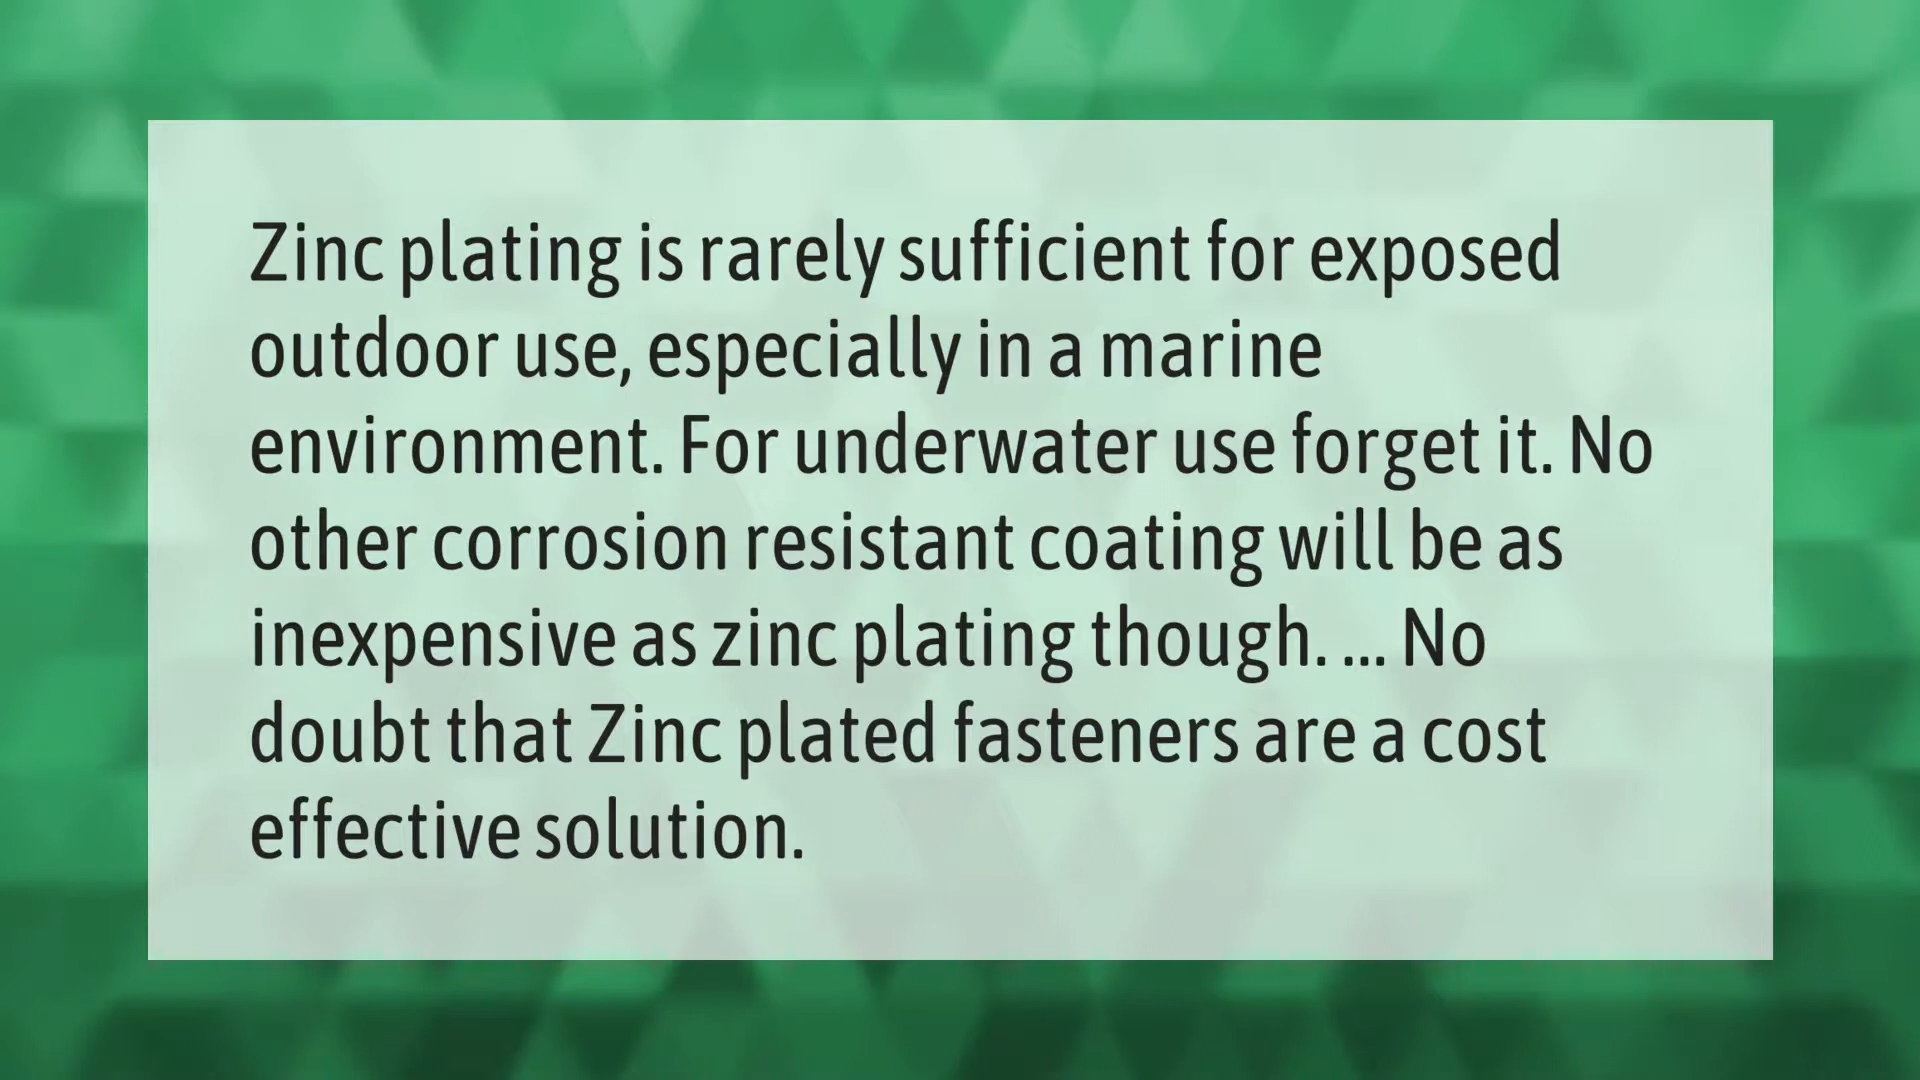 Zinc plating is rarely sufficient for exposed
outdoor use, especially in a marine
environment. For underwater use forget it. No
other corrosion resistant coating will be as
inexpensive as zinc plating though. ... No
doubt that Zinc plated fasteners are a cost
effective solution.